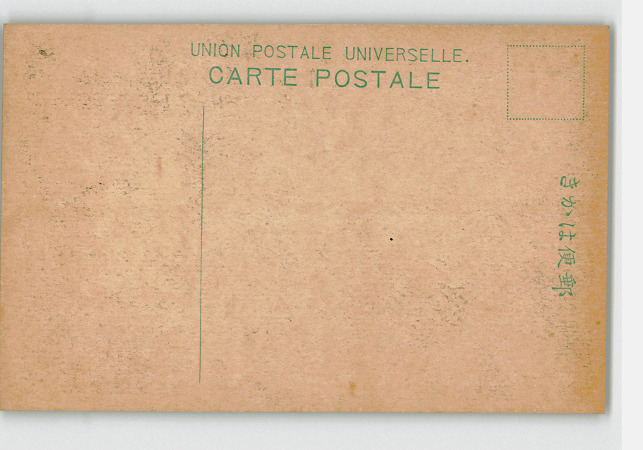 UNION POSTALE UNIVERSELLE.
CARTE POSTALE
きかは便郵